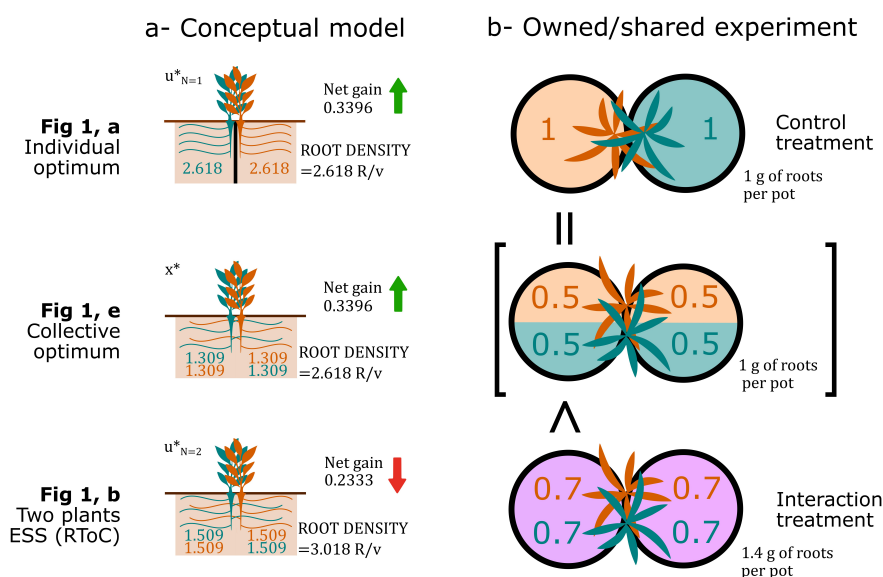 a- Conceptual model
b- Owned/shared experiment
Fig 1, a
Individual
optimum
u*N=1
Net gain
0.3396
2.618
2.618
ROOT DENSITY
=2.618 R/v
1
1
Control
treatment
1 g of roots
per pot
=
Fig 1, e
Collective
optimum
x*
Net gain
0.3396
1.309
1.309
1.309
1.309
ROOT DENSITY
=2.618 R/v
[
0.5
0.5
0.5
0.5
]
1 g of roots
per pot
<
Fig 1, b
Two plants
ESS (RToC)
u*N=2
Net gain
0.2333
1.509
1.509
1.509
1.509
ROOT DENSITY
=3.018 R/v
0.7
0.7
0.7
0.7
Interaction
treatment
1.4 g of roots
per pot